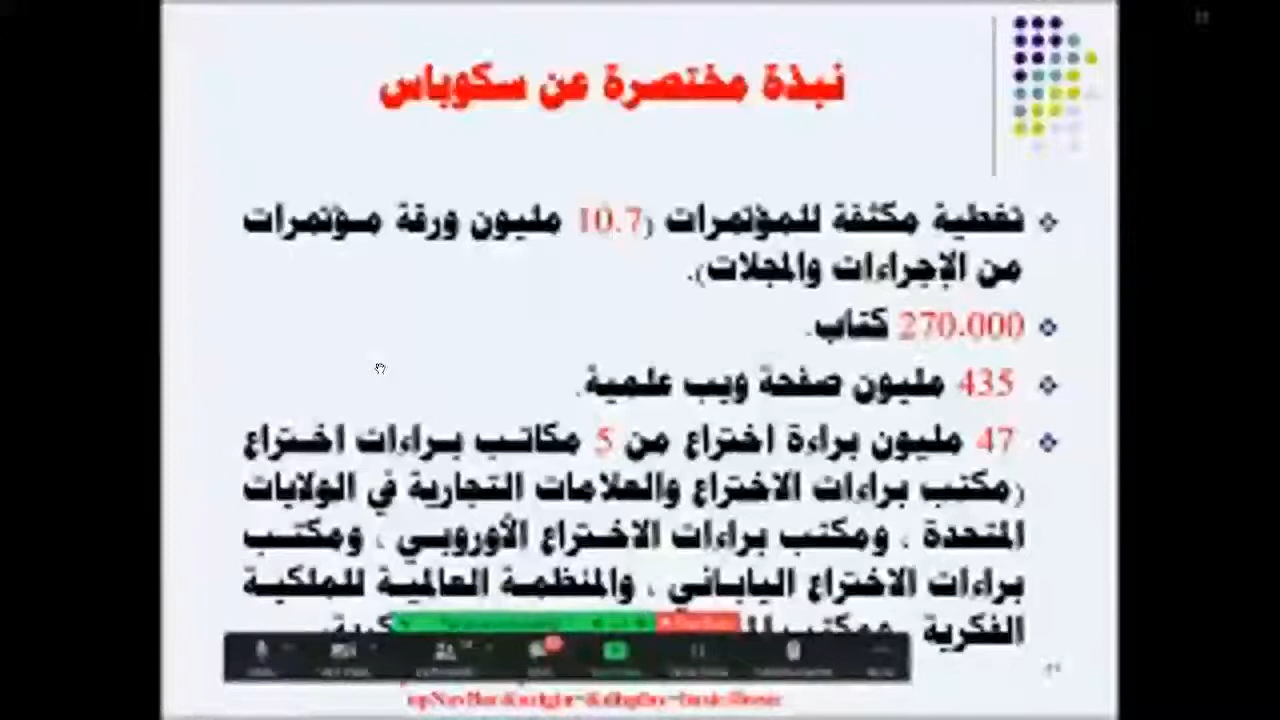 نبذة مختصرة عن سكوباس
تغطية مكثفة للمؤتمرات (10.7 مليون ورقة مؤتمرات
من الإجراءات والمجلات).
270.000 كتاب.
435 مليون صفحة ويب علمية.
47 مليون براءة اختراع من 5 مكاتب براءات اختراع
(مكتب براءات الاختراع والعلامات التجارية في الولايات
المتحدة ، ومكتب براءات الاختراع الأوروبي ، ومكتب
براءات الاختراع الياباني ، والمنظمة العالمية للملكية
الفكرية